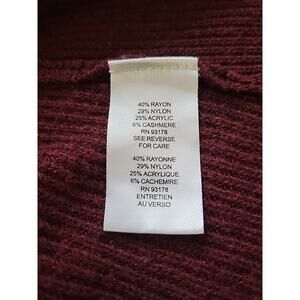 40% RAYON
29% NYLON
25% ACRYLIC
6% CASHMERE
RN 93178
SEE REVERSE
FOR CARE
40% RAYONNE
29% NYLON
25% ACRYLIQUE
6% CACHEMIRE
RN 93178
ENTRETIEN
AU VERSO